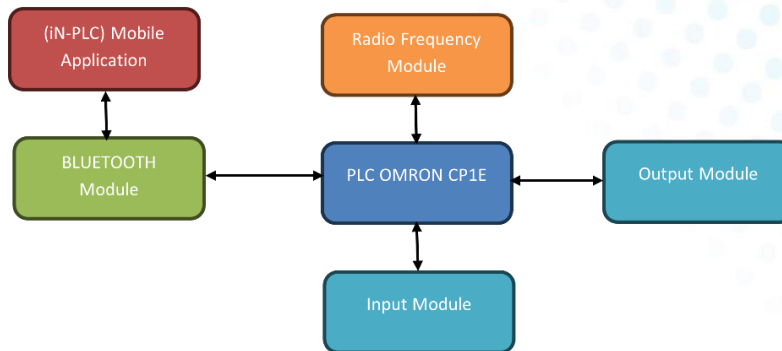 (iN-PLC) Mobile
Application
Radio Frequency
Module
BLUETOOTH
Module
PLC OMRON CP1E
Output Module
Input Module